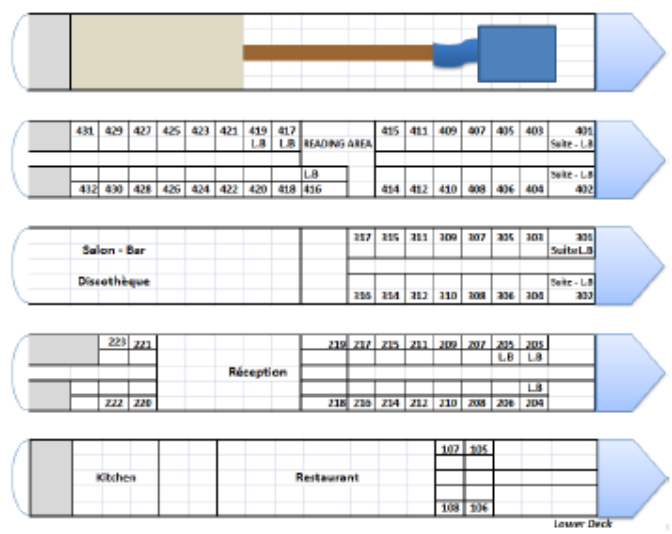 431 429 427 425 423 421 419 417 415 411 409 407 405 403 401
L.B L.B READING AREA Suite - L.B
L.B Suite - L.B
432 430 428 426 424 422 420 418 416 414 412 410 408 406 404 402
317 315 311 309 307 305 303 301
Salon - Bar SuiteL.B
Discothèque Suite - L.B
316 314 312 310 308 306 304 302
223 221 219 217 215 211 209 207 205 203
L.B L.B
Réception
L.B
222 220 218 216 214 212 210 208 206 204
107 105
Kitchen Restaurant
108 106
Lower Deck